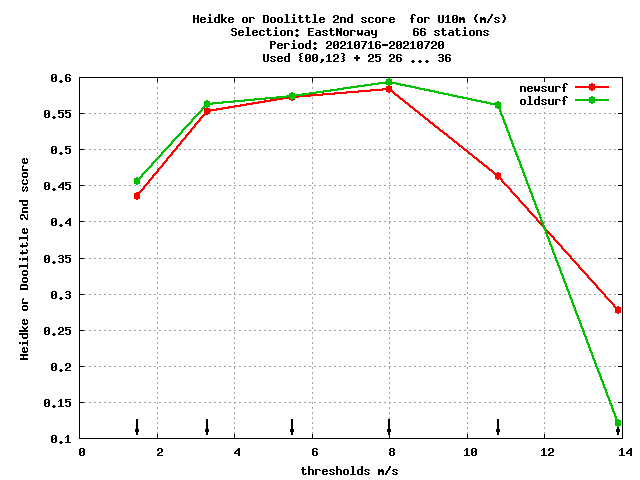 Heidke or Doolittle 2nd score  for U10m (m/s)
Selection: EastNorway     66 stations
Period: 20210716-20210720
Used {00,12} + 25 26 ... 36
newsurf
oldsurf
Heidke or Doolittle 2nd score
0.6
0.55
0.5
0.45
0.4
0.35
0.3
0.25
0.2
0.15
0.1
0 2 4 6 8 10 12 14
thresholds m/s